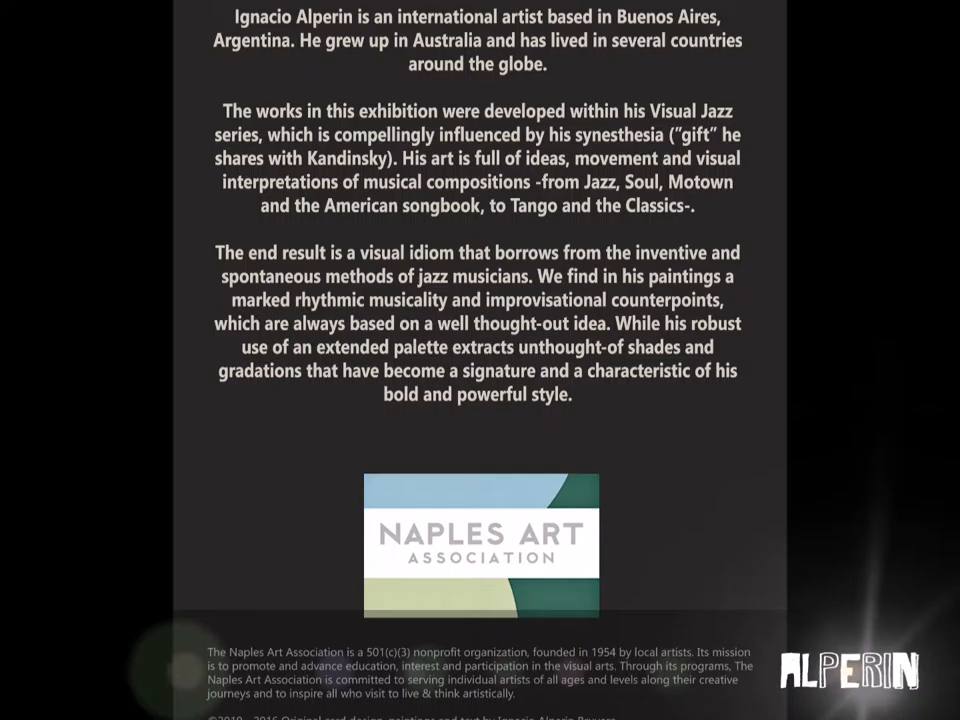 Ignacio Alperin is an international artist based in Buenos Aires,
Argentina. He grew up in Australia and has lived in several countries
around the globe.
The works in this exhibition were developed within his Visual Jazz
series, which is compellingly influenced by his synesthesia ("gift" he
shares with Kandinsky). His art is full of ideas, movement and visual
interpretations of musical compositions -from Jazz, Soul, Motown
and the American songbook, to Tango and the Classics-.
The end result is a visual idiom that borrows from the inventive and
spontaneous methods of jazz musicians. We find in his paintings a
marked rhythmic musicality and improvisational counterpoints,
which are always based on a well thought-out idea. While his robust
use of an extended palette extracts unthought-of shades and
gradations that have become a signature and a characteristic of his
bold and powerful style.
NAPLES ART
ASSOCIATION
The Naples Art Association is a 501(c)(3) nonprofit organization, founded in 1954 by local artists. Its mission
is to promote and advance education, interest and participation in the visual arts. Through its programs, The
Naples Art Association is committed to serving individual artists of all ages and levels along their creative
journeys and to inspire all who visit to live & think artistically.
ALPERIN